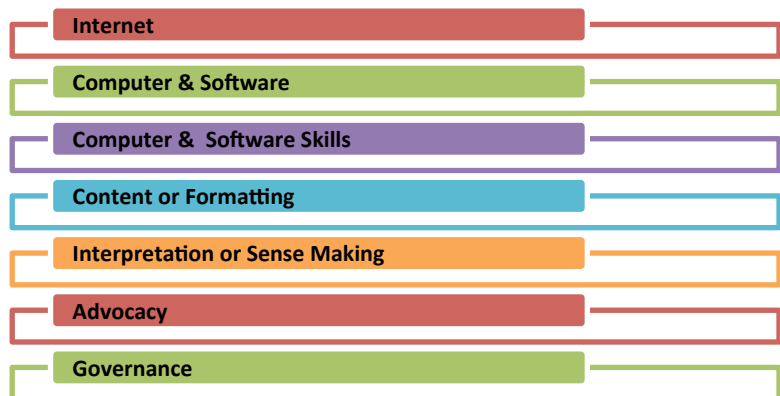 Internet
Computer & Software
Computer &  Software Skills
Content or Formatting
Interpretation or Sense Making
Advocacy
Governance